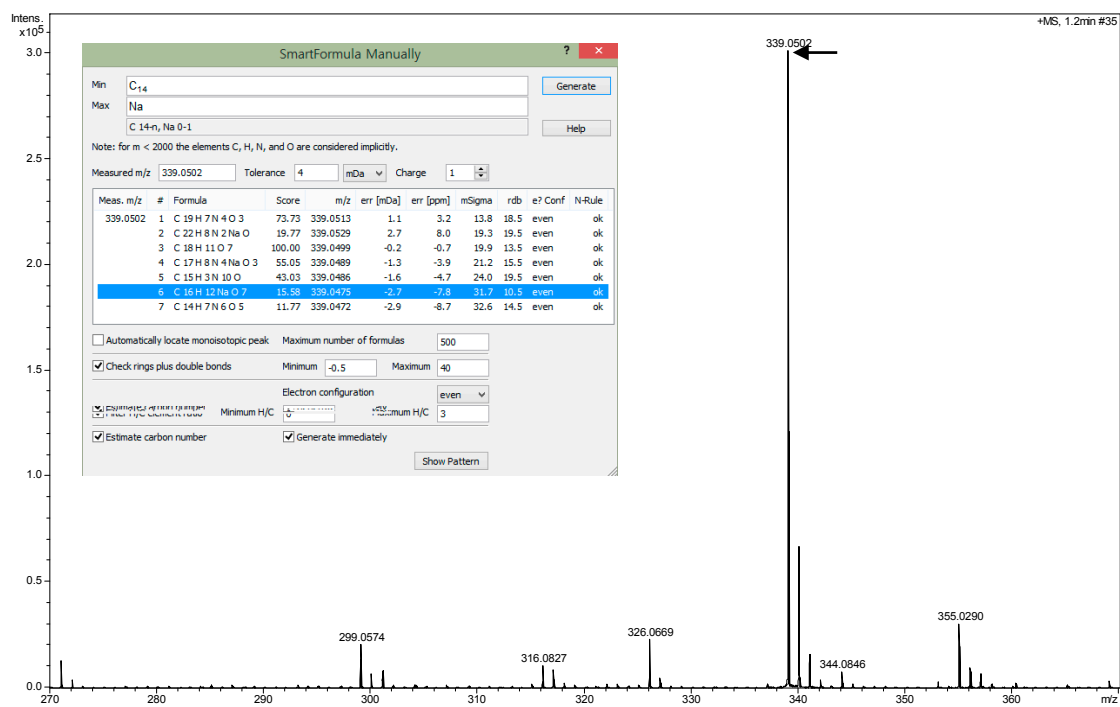 Intens.
x10⁵
+MS, 1.2min #35
339.0502
3.0
2.5
2.0
1.0
0.5
0.0
SmartFormula Manually
? ×
Min C₁₄ Generate
Max Na
C 14-n, Na 0-1 Help
Note: for m < 2000 the elements C, H, N, and O are considered implicitly.
Measured m/z 339.0502 Tolerance 4 mDa Charge 1
Meas. m/z # Formula Score m/z err [mDa] err [ppm] mSigma rdb e? Conf N-Rule
339.0502 1 C 19 H 7 N 4 O 3 73.73 339.0513 1.1 3.2 13.8 18.5 even ok
2 C 22 H 8 N 2 Na O 19.77 339.0529 2.7 8.0 19.3 19.5 even ok
3 C 18 H 11 O 7 100.00 339.0499 -0.2 -0.7 19.9 13.5 even ok
4 C 17 H 8 N 4 Na O 3 55.05 339.0489 -1.3 -3.9 21.2 15.5 even ok
5 C 15 H 3 N 10 O 43.03 339.0486 -1.6 -4.7 24.0 19.5 even ok
6 C 16 H 12 Na O 7 15.58 339.0475 -2.7 -7.8 31.7 10.5 even ok
7 C 14 H 7 N 6 O 5 11.77 339.0472 -2.9 -8.7 32.6 14.5 even ok
Automatically locate monoisotopic peak Maximum number of formulas 500
Check rings plus double bonds Minimum -0.5 Maximum 40
Electron configuration even
Minimum H/C Maximum H/C 3
Estimate carbon number Generate immediately
Show Pattern
299.0574
316.0827
326.0669
344.0846
355.0290
270 280 290 300 310 320 330 340 350 360 m/z